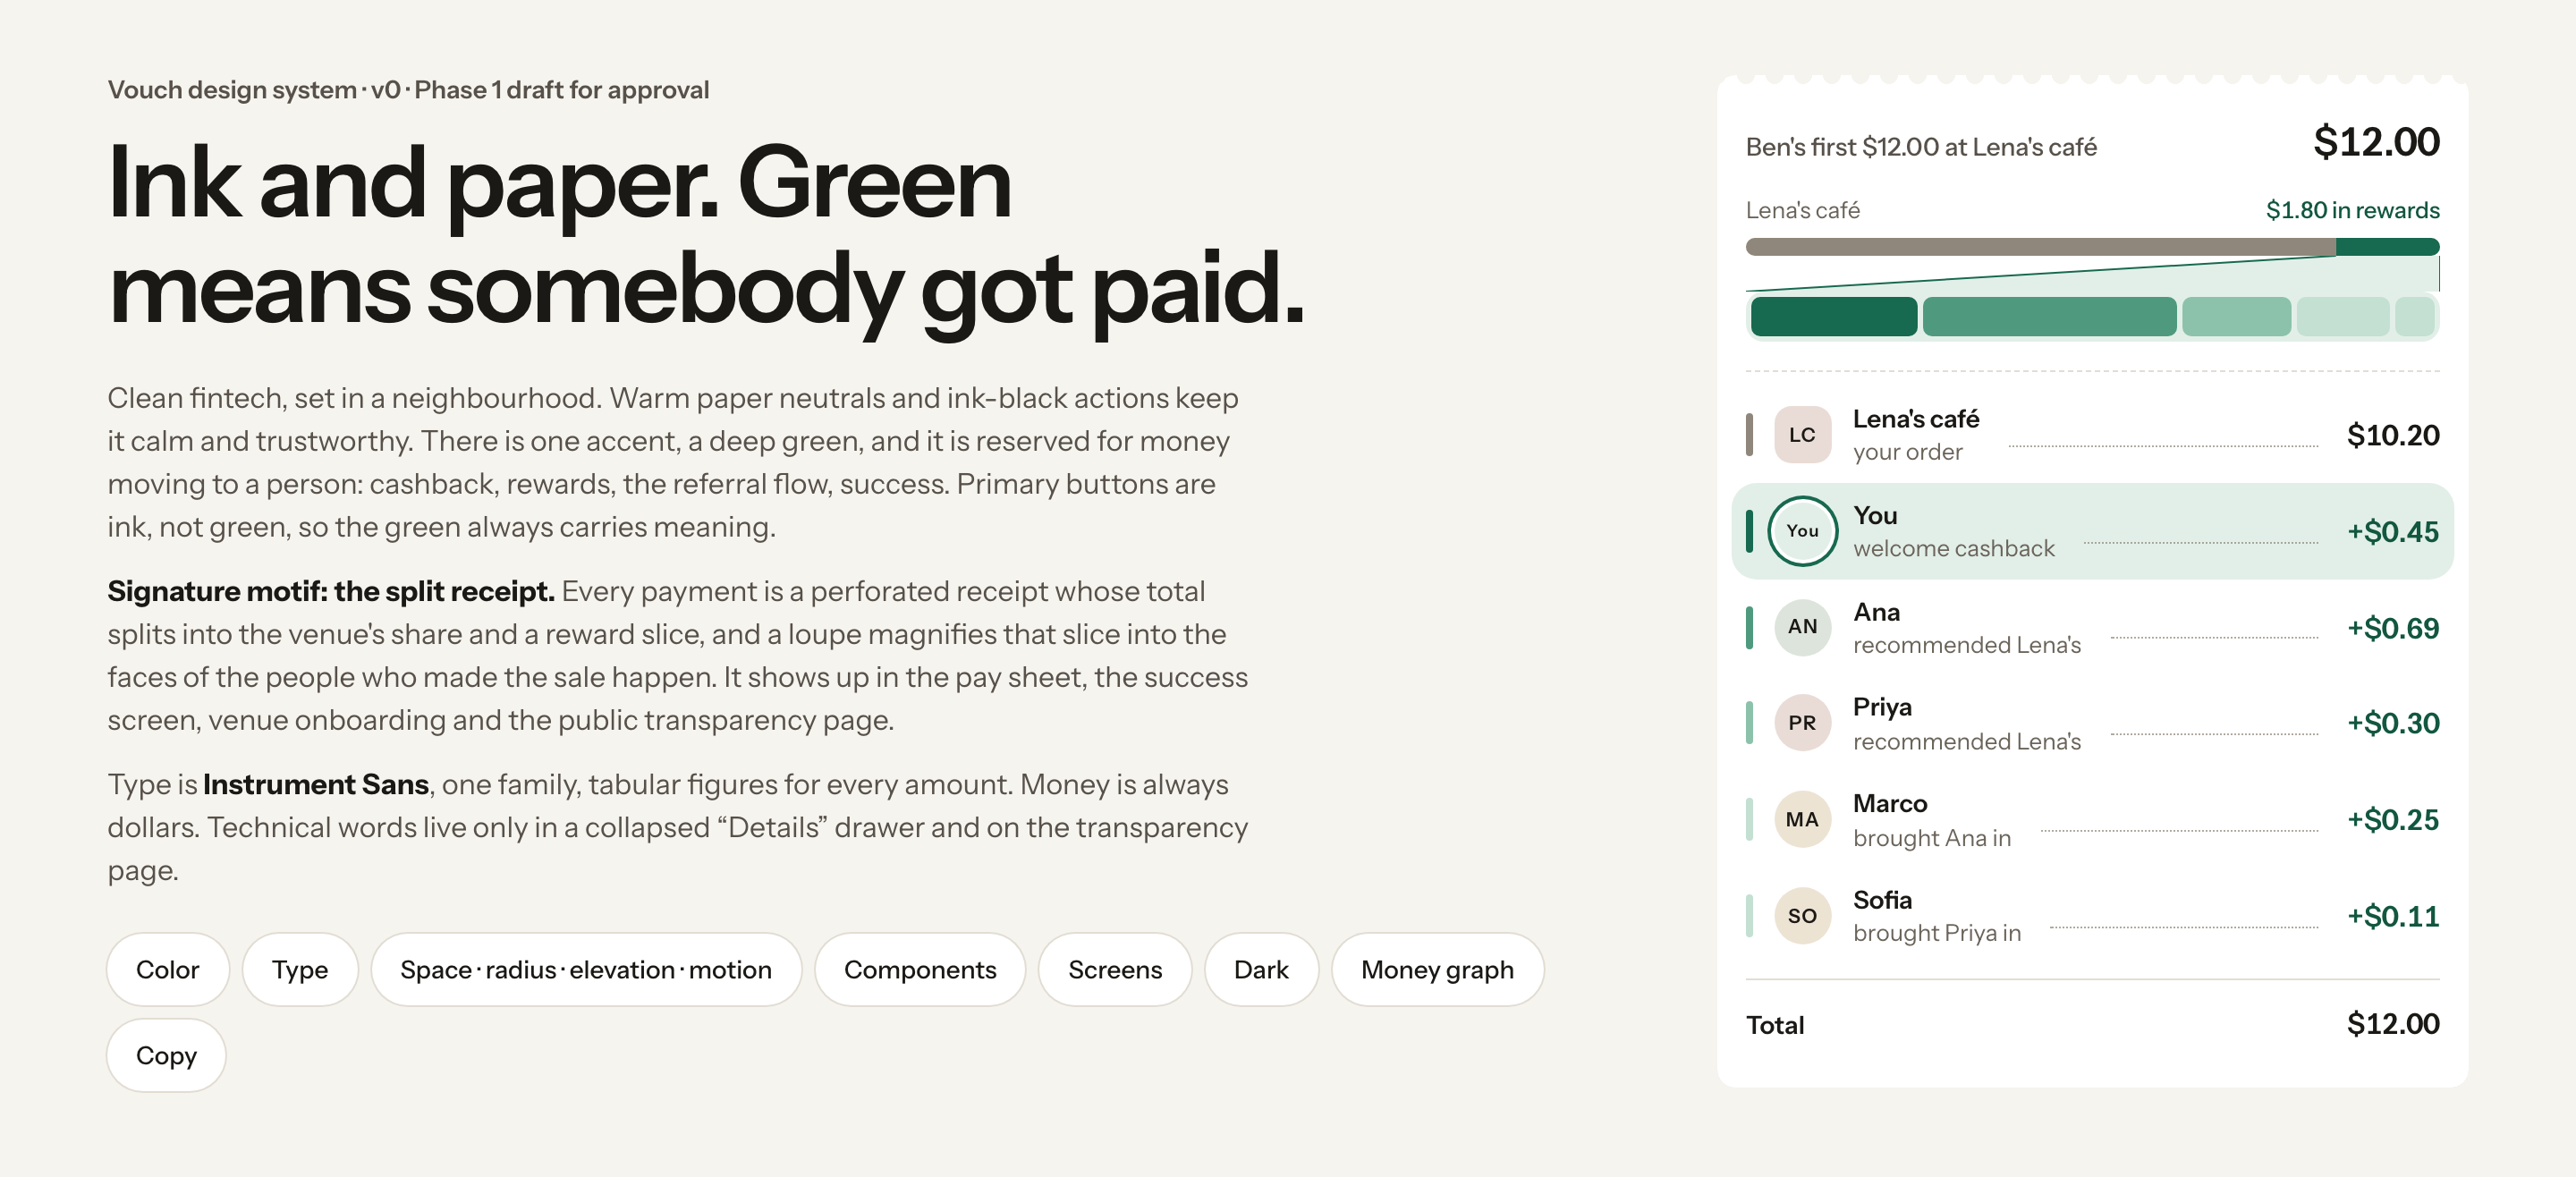 Vouch design system · v0 · Phase 1 draft for approval
Ink and paper. Green
means somebody got paid.
Clean fintech, set in a neighbourhood. Warm paper neutrals and ink-black actions keep
it calm and trustworthy. There is one accent, a deep green, and it is reserved for money
moving to a person: cashback, rewards, the referral flow, success. Primary buttons are
ink, not green, so the green always carries meaning.
Signature motif: the split receipt. Every payment is a perforated receipt whose total
splits into the venue's share and a reward slice, and a loupe magnifies that slice into the
faces of the people who made the sale happen. It shows up in the pay sheet, the success
screen, venue onboarding and the public transparency page.
Type is Instrument Sans, one family, tabular figures for every amount. Money is always
dollars. Technical words live only in a collapsed “Details” drawer and on the transparency
page.
Color
Type
Space · radius · elevation · motion
Components
Screens
Dark
Money graph
Copy
Ben's first $12.00 at Lena's café $12.00
Lena's café $1.80 in rewards
LC Lena's café $10.20
your order
You You +$0.45
welcome cashback
AN Ana +$0.69
recommended Lena's
PR Priya +$0.30
recommended Lena's
MA Marco +$0.25
brought Ana in
SO Sofia +$0.11
brought Priya in
Total $12.00